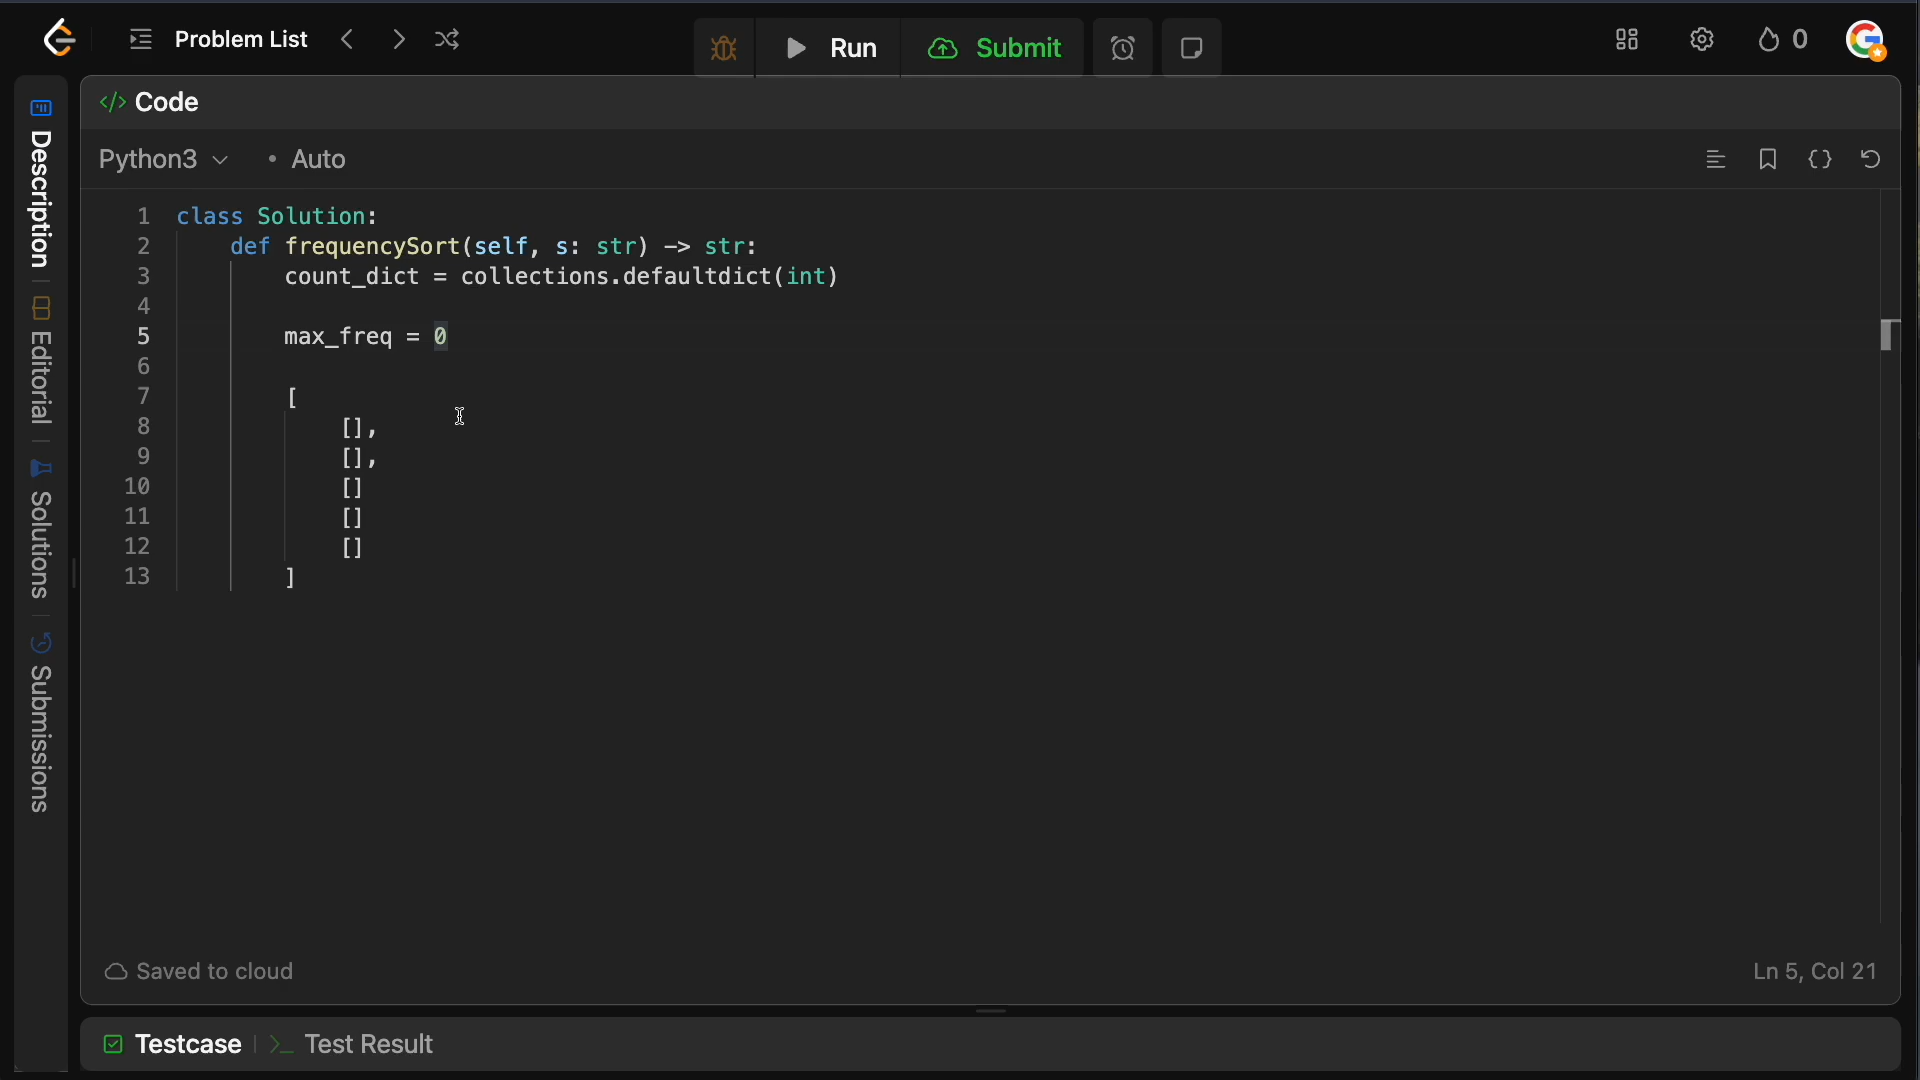 Problem List
Run
Submit
0
Description
Editorial
Solutions
Submissions
</> Code
Python3
• Auto
1 class Solution:
2     def frequencySort(self, s: str) -> str:
3         count_dict = collections.defaultdict(int)
4
5         max_freq = 0
6
7         [
8             [],
9             [],
10             []
11             []
12             []
13         ]
Saved to cloud
Ln 5, Col 21
Testcase
>_ Test Result